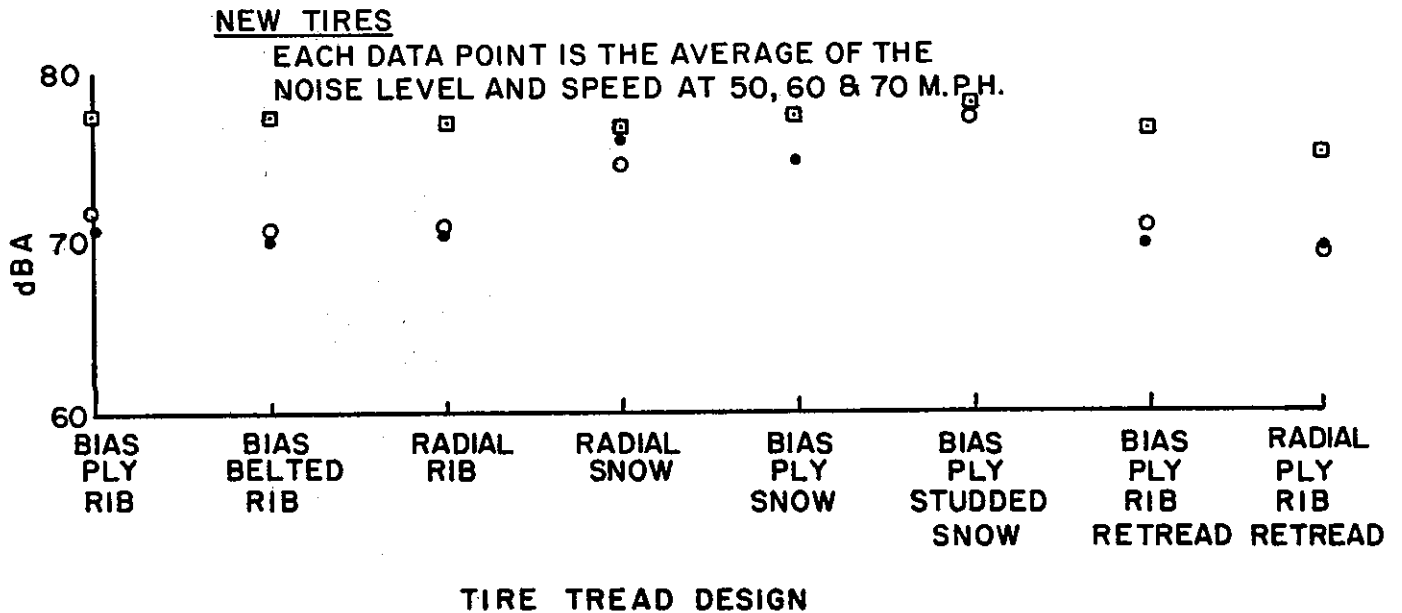 NEW TIRES
EACH DATA POINT IS THE AVERAGE OF THE
NOISE LEVEL AND SPEED AT 50, 60 & 70 M.P.H.
80
70
60
dBA
BIAS PLY RIB
BIAS BELTED RIB
RADIAL RIB
RADIAL SNOW
BIAS PLY SNOW
BIAS PLY STUDDED SNOW
BIAS PLY RIB RETREAD
RADIAL PLY RIB RETREAD
TIRE TREAD DESIGN